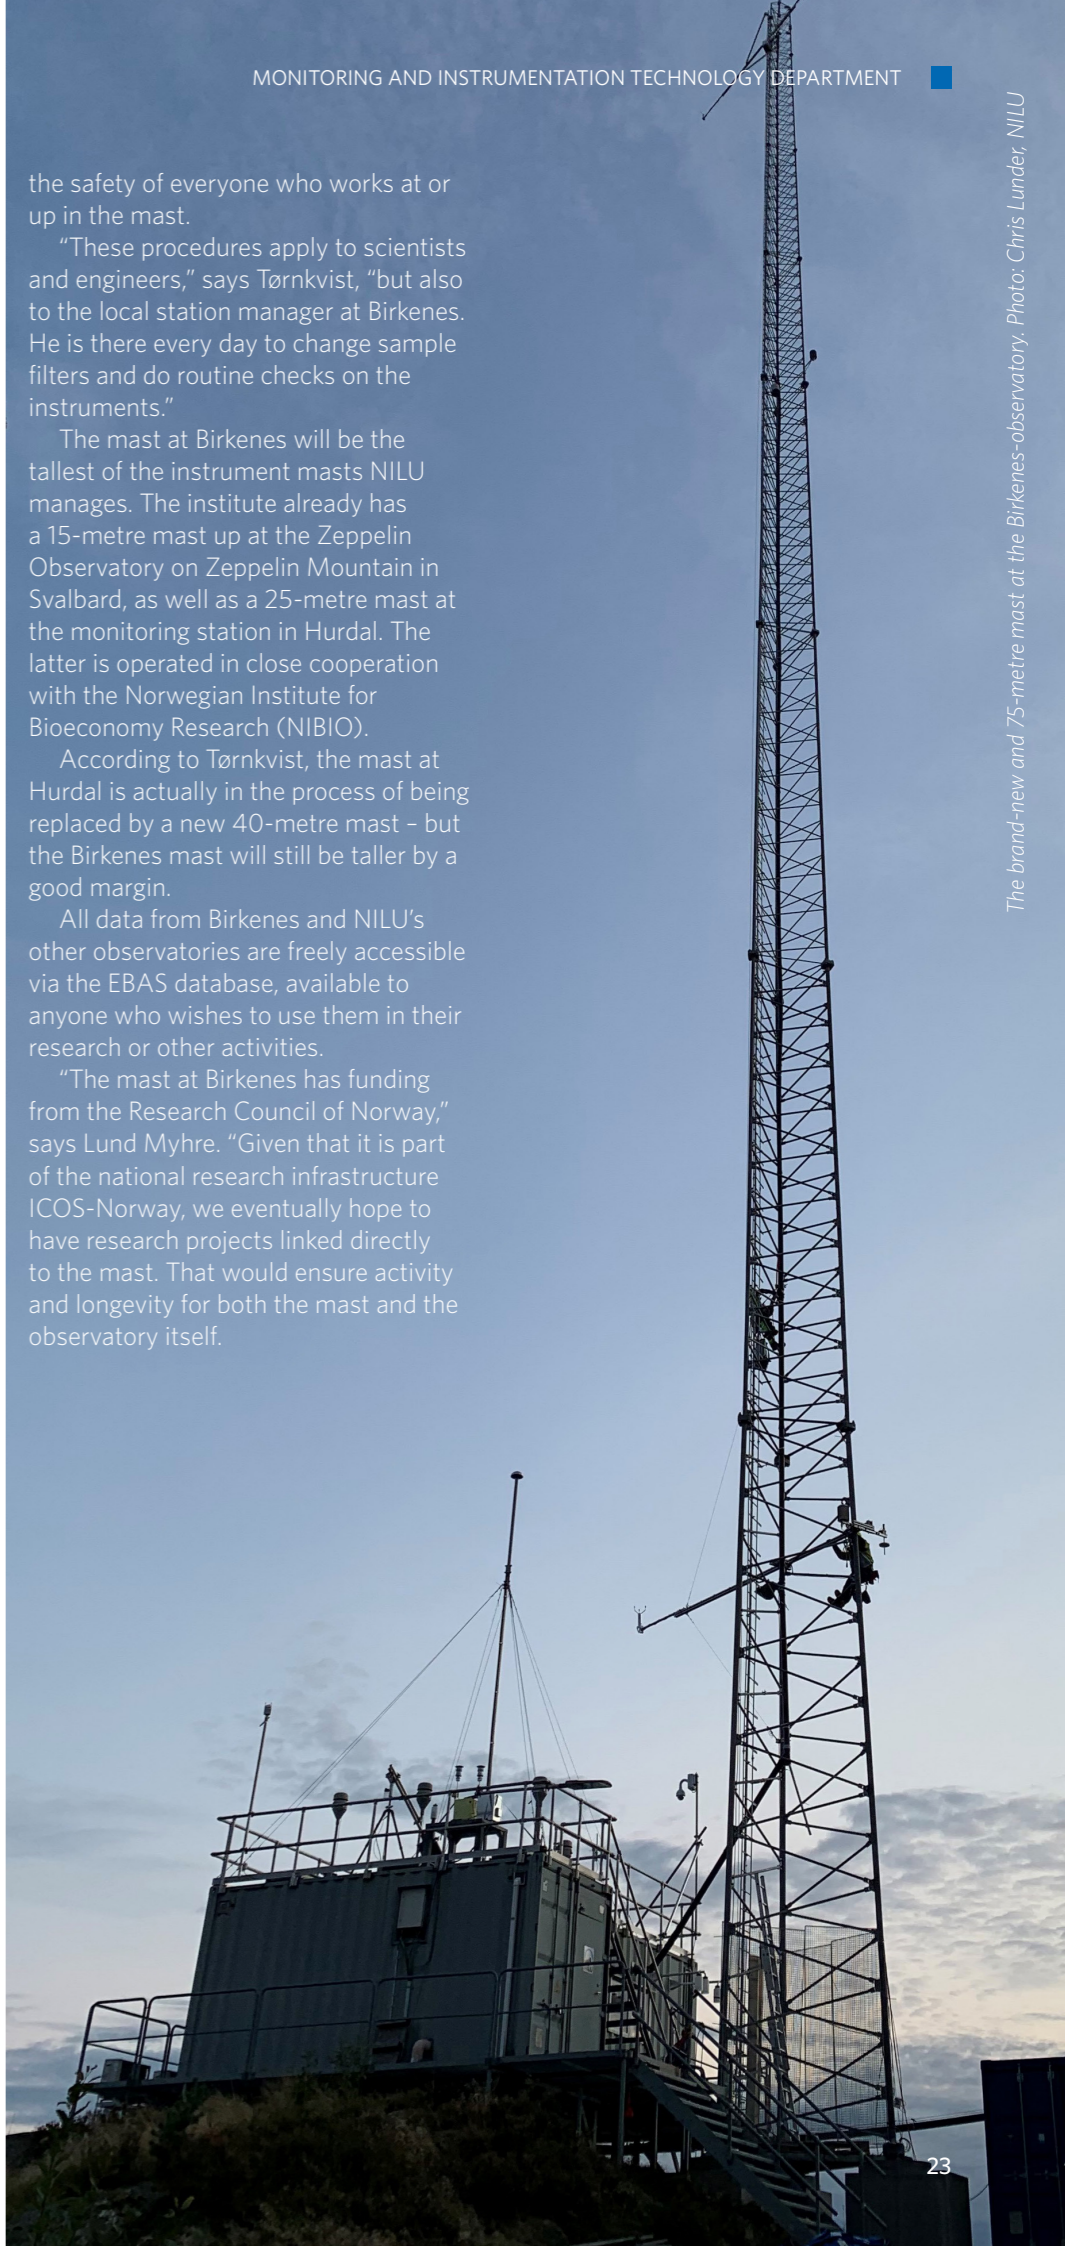 MONITORING AND INSTRUMENTATION TECHNOLOGY DEPARTMENT
the safety of everyone who works at or
up in the mast.
“These procedures apply to scientists
and engineers,” says Tørnkvist, “but also
to the local station manager at Birkenes.
He is there every day to change sample
filters and do routine checks on the
instruments.”
The mast at Birkenes will be the
tallest of the instrument masts NILU
manages. The institute already has
a 15-metre mast up at the Zeppelin
Observatory on Zeppelin Mountain in
Svalbard, as well as a 25-metre mast at
the monitoring station in Hurdal. The
latter is operated in close cooperation
with the Norwegian Institute for
Bioeconomy Research (NIBIO).
According to Tørnkvist, the mast at
Hurdal is actually in the process of being
replaced by a new 40-metre mast – but
the Birkenes mast will still be taller by a
good margin.
All data from Birkenes and NILU’s
other observatories are freely accessible
via the EBAS database, available to
anyone who wishes to use them in their
research or other activities.
“The mast at Birkenes has funding
from the Research Council of Norway,”
says Lund Myhre. “Given that it is part
of the national research infrastructure
ICOS-Norway, we eventually hope to
have research projects linked directly
to the mast. That would ensure activity
and longevity for both the mast and the
observatory itself.
The brand-new and 75-metre mast at the Birkenes-observatory. Photo: Chris Lunder, NILU
23